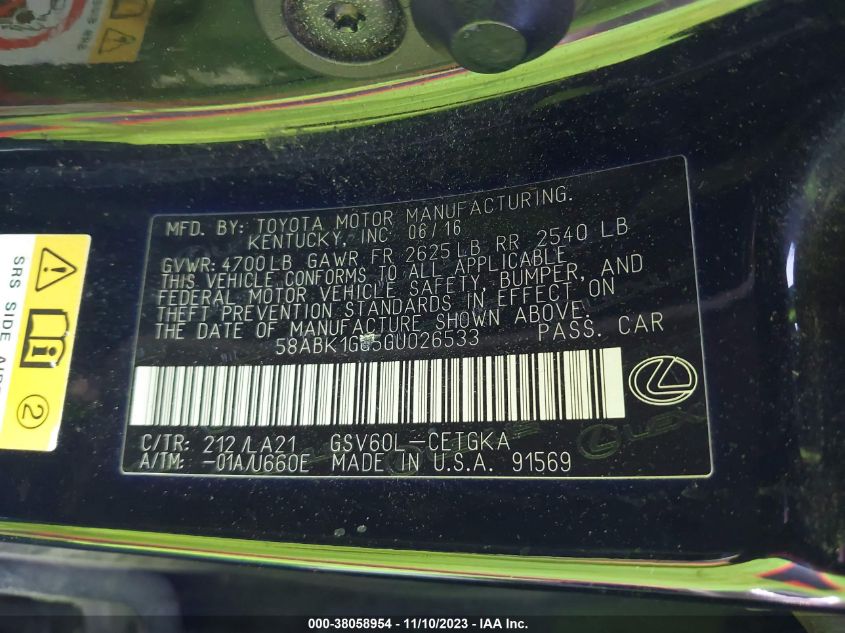 MFD. BY: TOYOTA MOTOR MANUFACTURING.
KENTUCKY, INC 06/16
GVWR: 4700LB GAWR FR 2625LB RR 2540 LB
THIS VEHICLE CONFORMS TO ALL APPLICABLE
FEDERAL MOTOR VEHICLE SAFETY, BUMPER, AND
THEFT PREVENTION STANDARDS IN EFFECT ON
THE DATE OF MANUFACTURE SHOWN ABOVE.
58ABK1GG5GU026533 PASS. CAR
C/TR: 212/LA21 GSV60L-CETGKA
A/TM: -01A/U660E MADE IN U.S.A. 91569
SRS SIDE
2
000-38058954 - 11/10/2023 - IAA Inc.